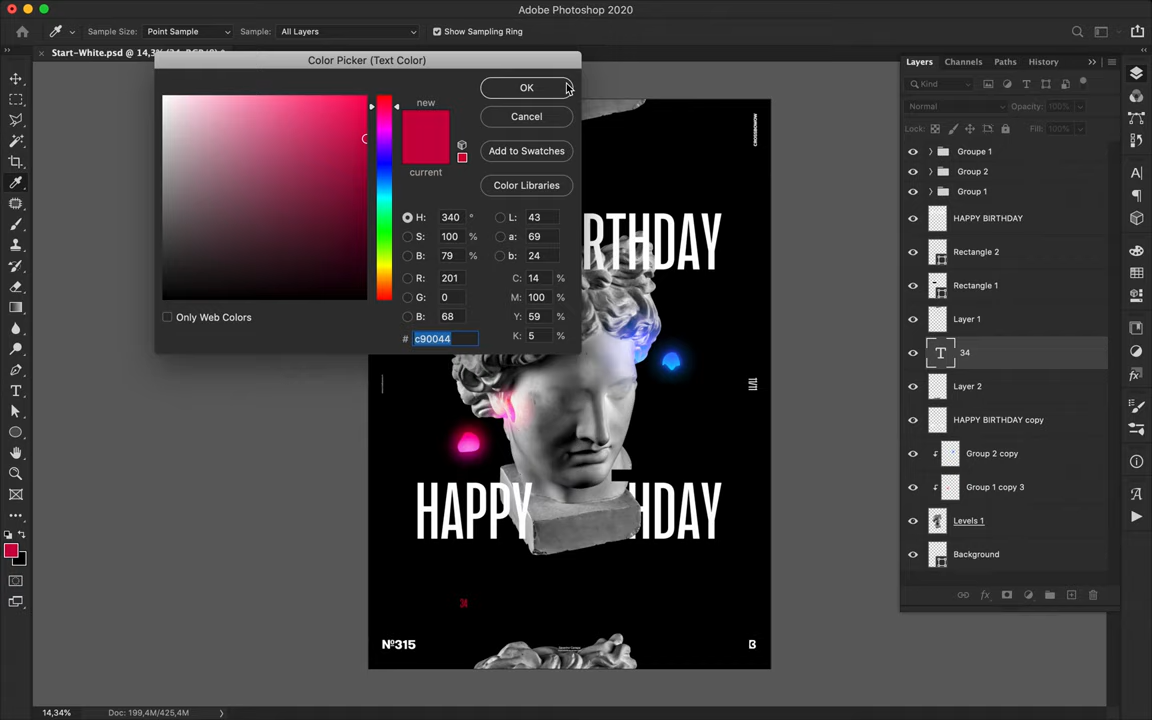 Adobe Photoshop 2020
Sample Size: Point Sample Sample: All Layers Show Sampling Ring
Start-White.psd @ 14,3%
Color Picker (Text Color)
new
current
OK
Cancel
Add to Swatches
Color Libraries
H: 340 ° L: 43
S: 100 % a: 69
B: 79 % b: 24
R: 201 C: 14 %
G: 0 M: 100 %
B: 68 Y: 59 %
# c90044 K: 5 %
Only Web Colors
RTHDAY
HAPPY HDAY
34
Nº315
11/11
Layers Channels Paths History
Kind
Normal Opacity: 100%
Lock: Fill: 100%
Groupe 1
Group 2
Group 1
HAPPY BIRTHDAY
Rectangle 2
Rectangle 1
Layer 1
T 34
Layer 2
HAPPY BIRTHDAY copy
Group 2 copy
Group 1 copy 3
Levels 1
Background
14,34% Doc: 199,4M/425,4M